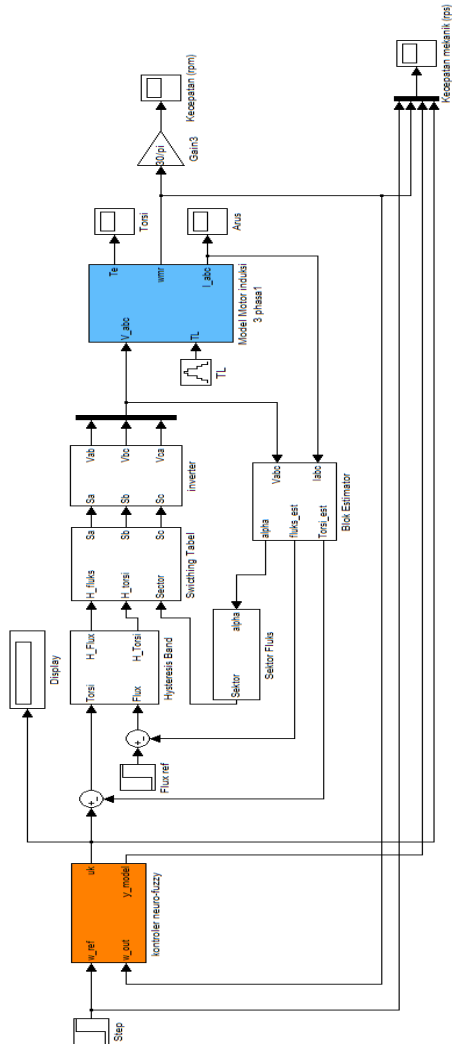 Step
w_ref
w_out
uk
y_model
kontroler neuro-fuzzy
Display
+
-
Flux ref
+
-
Torsi
Flux
H_Flux
H_Torsi
Hysteresis Band
H_fluks
H_torsi
Sector
Sa
Sb
Sc
Swicthing Tabel
Sa
Sb
Sc
Vab
Vbc
Vca
inverter
Sektor
alpha
Sektor Fluks
alpha
fluks_est
Torsi_est
Vabc
Iabc
Blok Estimator
TL
V_abc
TL
Te
wmr
I_abc
Model Motor induksi
3 phasa1
Torsi
Arus
30/pi
Gain3
Kecepatan (rpm)
Kecepatan mekanik (rps)